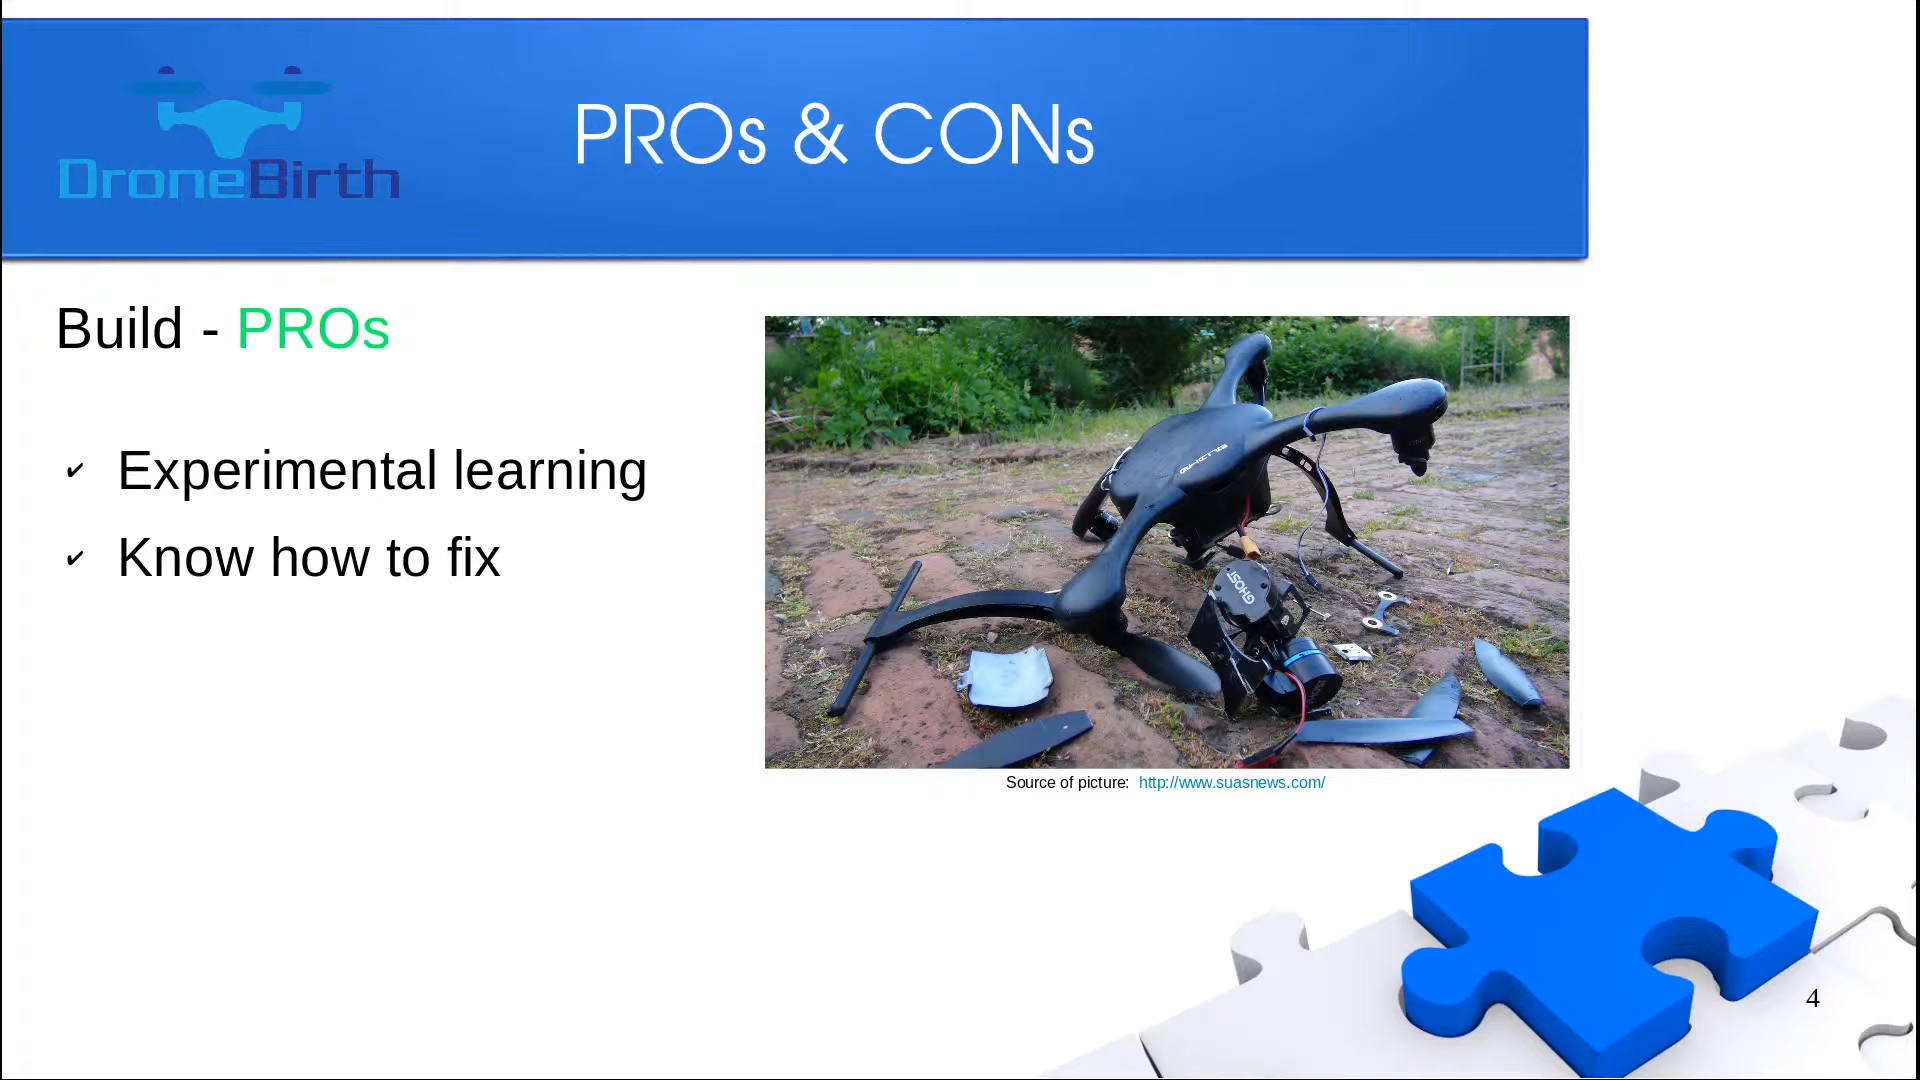 DroneBirth
PROs & CONs
Build - PROs
✔ Experimental learning
✔ Know how to fix
GHOST
Source of picture: http://www.suasnews.com/
4